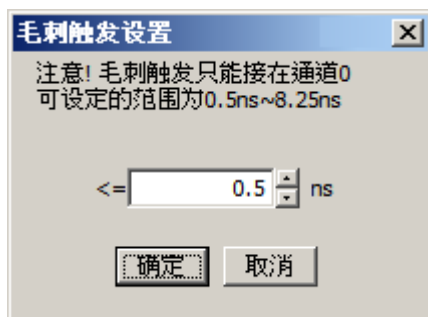 毛刺触发设置
注意! 毛刺触发只能接在通道0
可设定的范围为0.5ns~8.25ns
<= 0.5 ns
确定 取消